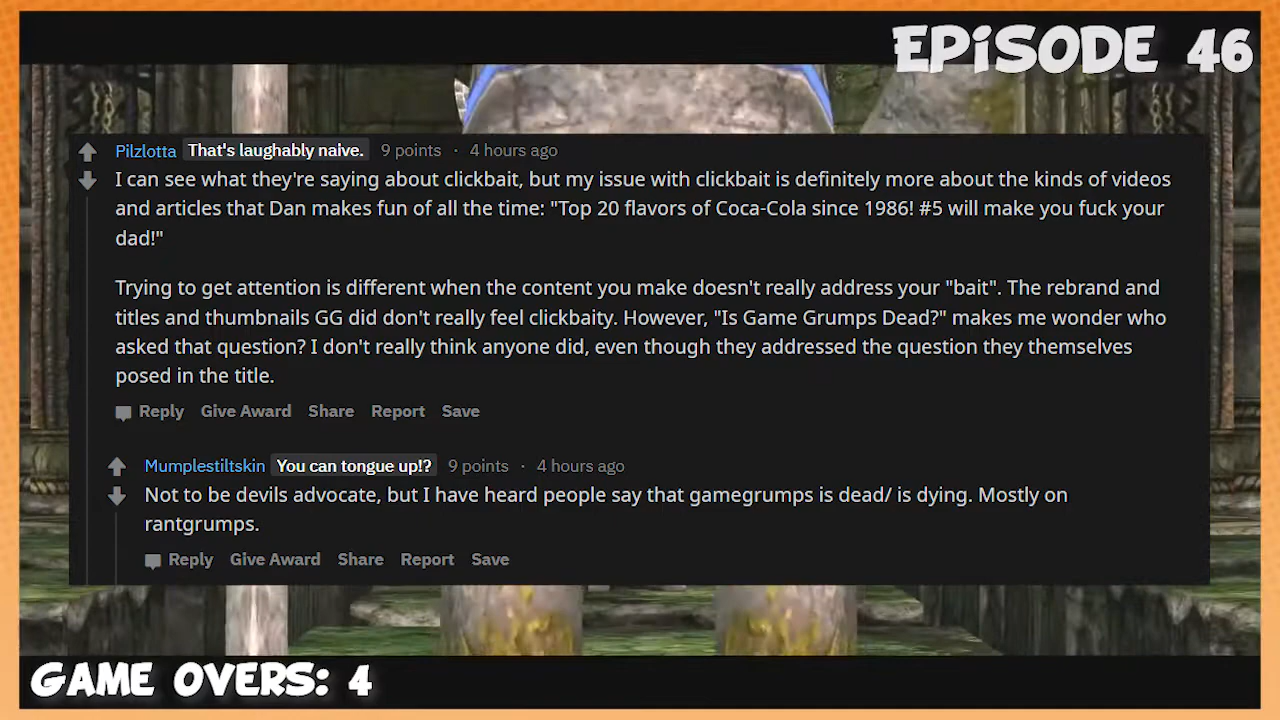 EPISODE 46
Pilzlotta That's laughably naive. 9 points · 4 hours ago
I can see what they're saying about clickbait, but my issue with clickbait is definitely more about the kinds of videos
and articles that Dan makes fun of all the time: "Top 20 flavors of Coca-Cola since 1986! #5 will make you fuck your
dad!"
Trying to get attention is different when the content you make doesn't really address your "bait". The rebrand and
titles and thumbnails GG did don't really feel clickbaity. However, "Is Game Grumps Dead?" makes me wonder who
asked that question? I don't really think anyone did, even though they addressed the question they themselves
posed in the title.
Reply Give Award Share Report Save
Mumplestiltskin You can tongue up!? 9 points · 4 hours ago
Not to be devils advocate, but I have heard people say that gamegrumps is dead/ is dying. Mostly on
rantgrumps.
Reply Give Award Share Report Save
GAME OVERS: 4